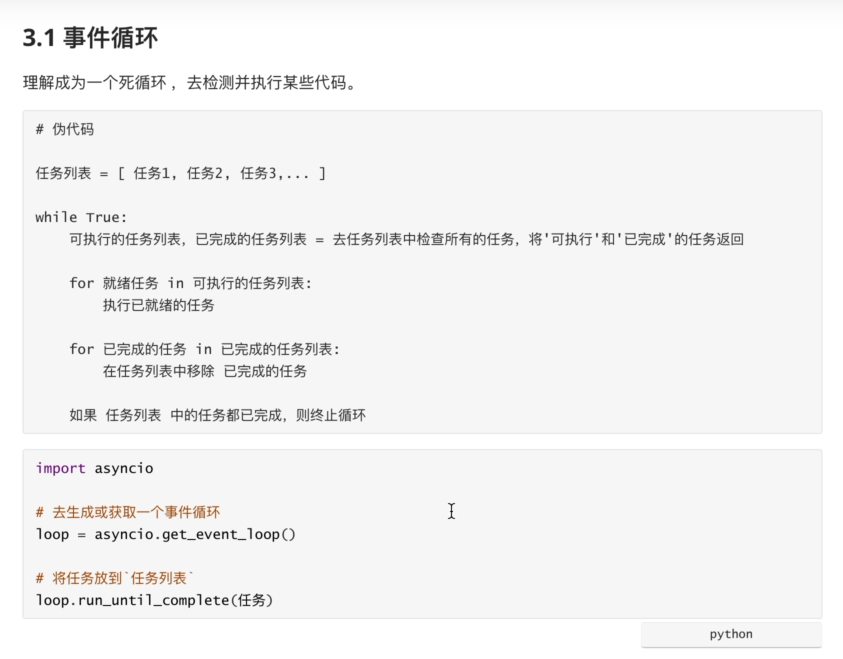 3.1 事件循环
理解成为一个死循环 ，去检测并执行某些代码。
# 伪代码
任务列表 = [ 任务1, 任务2, 任务3,... ]
while True:
    可执行的任务列表，已完成的任务列表 = 去任务列表中检查所有的任务，将'可执行'和'已完成'的任务返回
    for 就绪任务 in 可执行的任务列表:
        执行已就绪的任务
    for 已完成的任务 in 已完成的任务列表:
        在任务列表中移除 已完成的任务
    如果 任务列表 中的任务都已完成，则终止循环
import asyncio
# 去生成或获取一个事件循环
loop = asyncio.get_event_loop()
# 将任务放到`任务列表`
loop.run_until_complete(任务)
python